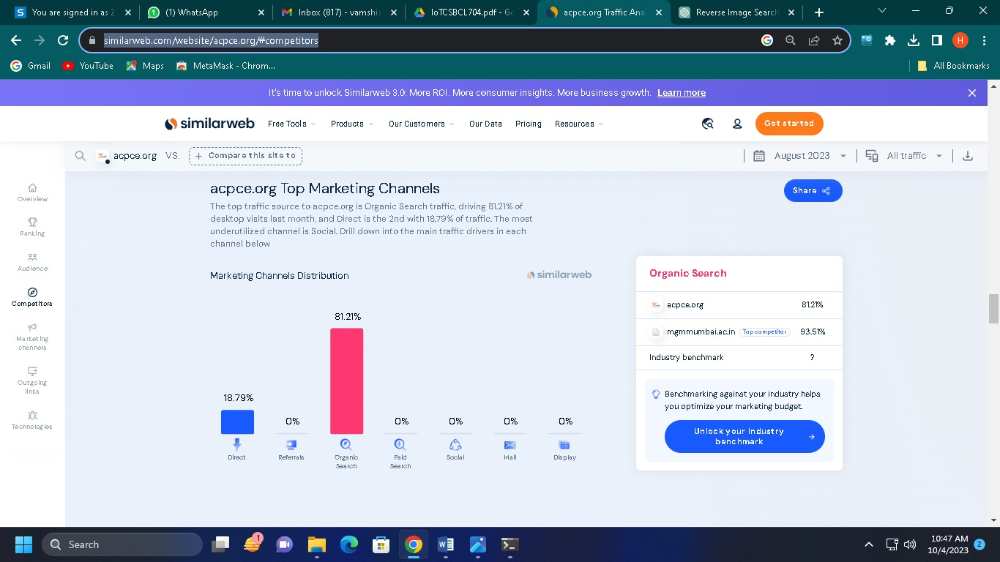 You are signed in as 2
(1) WhatsApp
Inbox (817) - vamshis
IoTCSBCL704.pdf - Go
acpce.org Traffic Anal
Reverse Image Search
similarweb.com/website/acpce.org/#competitors
H
Gmail
YouTube
Maps
MetaMask - Chrom...
All Bookmarks
It's time to unlock Similarweb 3.0: More ROI. More consumer insights. More business growth. Learn more
similarweb
Free Tools
Products
Our Customers
Our Data
Pricing
Resources
Get started
acpce.org VS. + Compare this site to
August 2023
All traffic
Overview
Ranking
Audience
Competitors
Marketing
channels
Outgoing
links
Technologies
acpce.org Top Marketing Channels
Share
The top traffic source to acpce.org is Organic Search traffic, driving 81.21% of
desktop visits last month, and Direct is the 2nd with 18.79% of traffic. The most
underutilized channel is Social. Drill down into the main traffic drivers in each
channel below
Marketing Channels Distribution
similarweb
18.79%
0%
81.21%
0%
0%
0%
0%
Direct
Referrals
Organic
Search
Paid
Search
Social
Mail
Display
Organic Search
acpce.org 81.21%
mgmmumbai.ac.in Top competitor 93.51%
Industry benchmark ?
Benchmarking against your industry helps
you optimize your marketing budget.
Unlock your industry
benchmark
Search
1
10:47 AM
10/4/2023
2